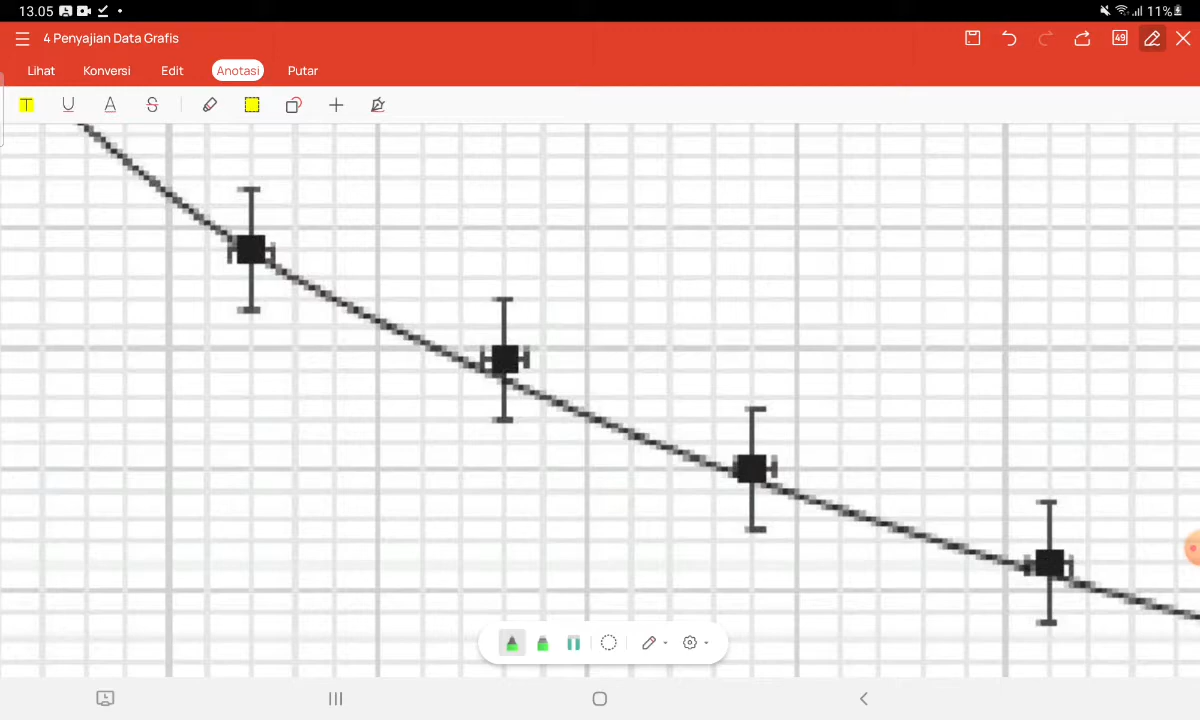 13.05
11%
4 Penyajian Data Grafis
49
Lihat
Konversi
Edit
Anotasi
Putar
T
U
A
S